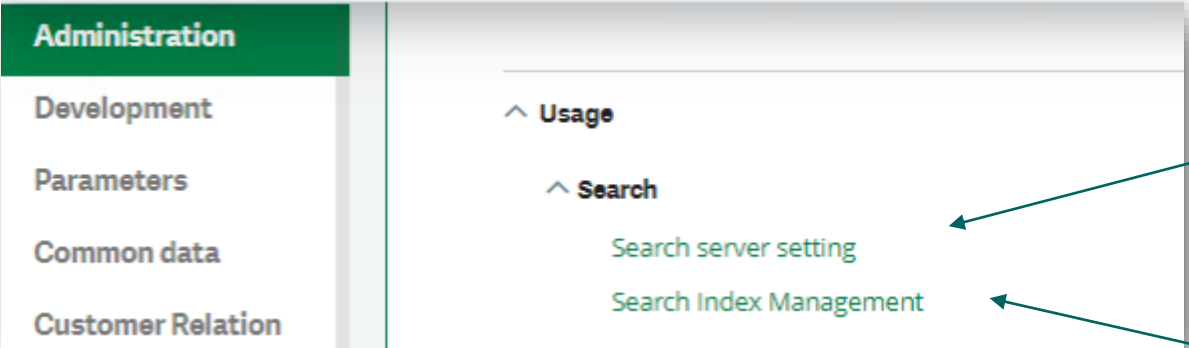 Administration
Development
Parameters
Common data
Customer Relation
Usage
Search
Search server setting
Search Index Management